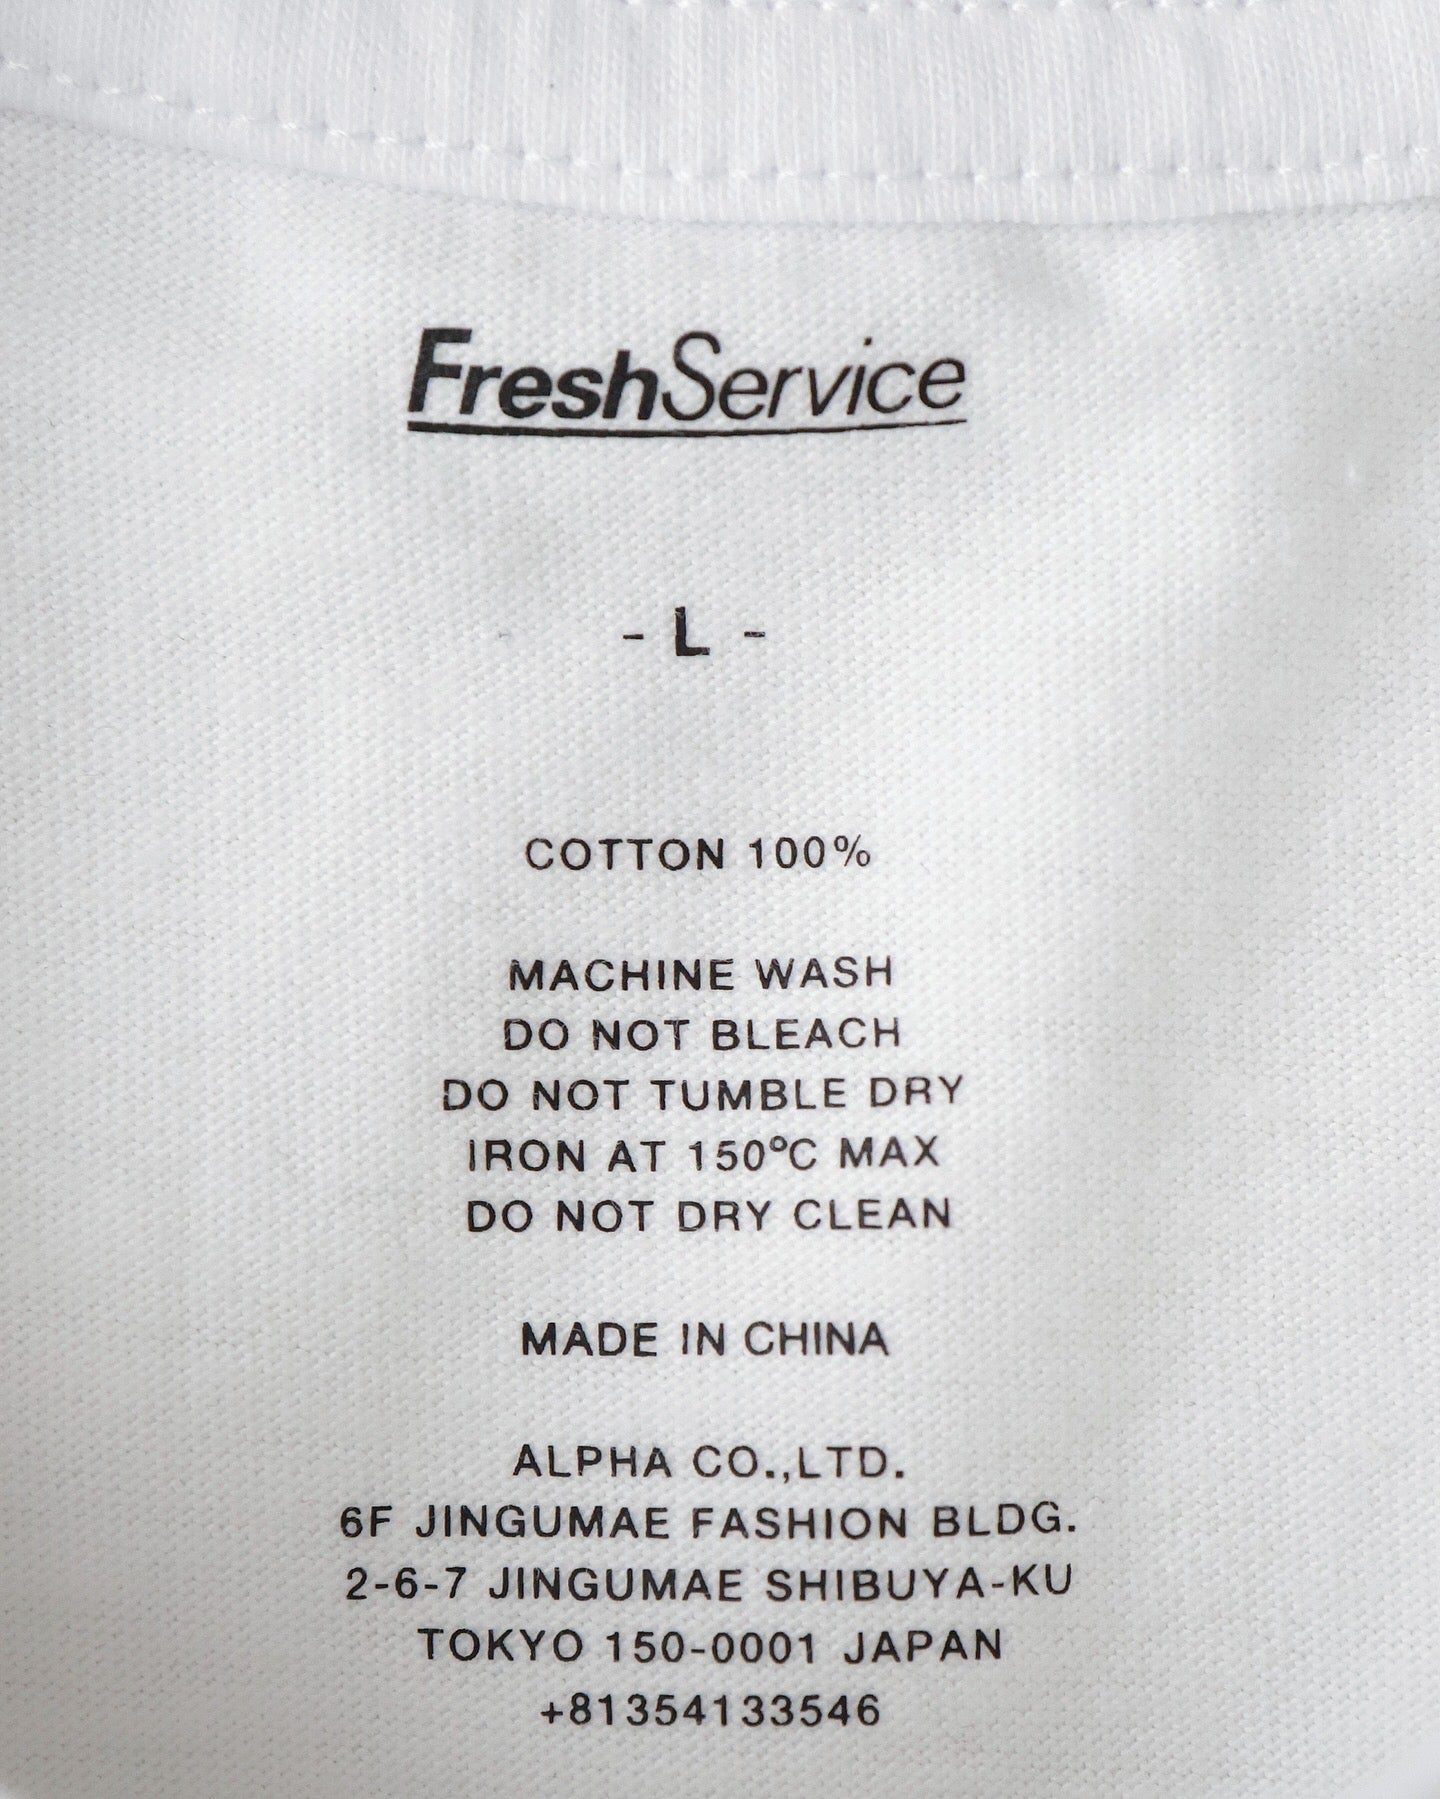 FreshService
- L -
COTTON 100%
MACHINE WASH
DO NOT BLEACH
DO NOT TUMBLE DRY
IRON AT 150°C MAX
DO NOT DRY CLEAN
MADE IN CHINA
ALPHA CO.,LTD.
6F JINGUMAE FASHION BLDG.
2-6-7 JINGUMAE SHIBUYA-KU
TOKYO 150-0001 JAPAN
+81354133546